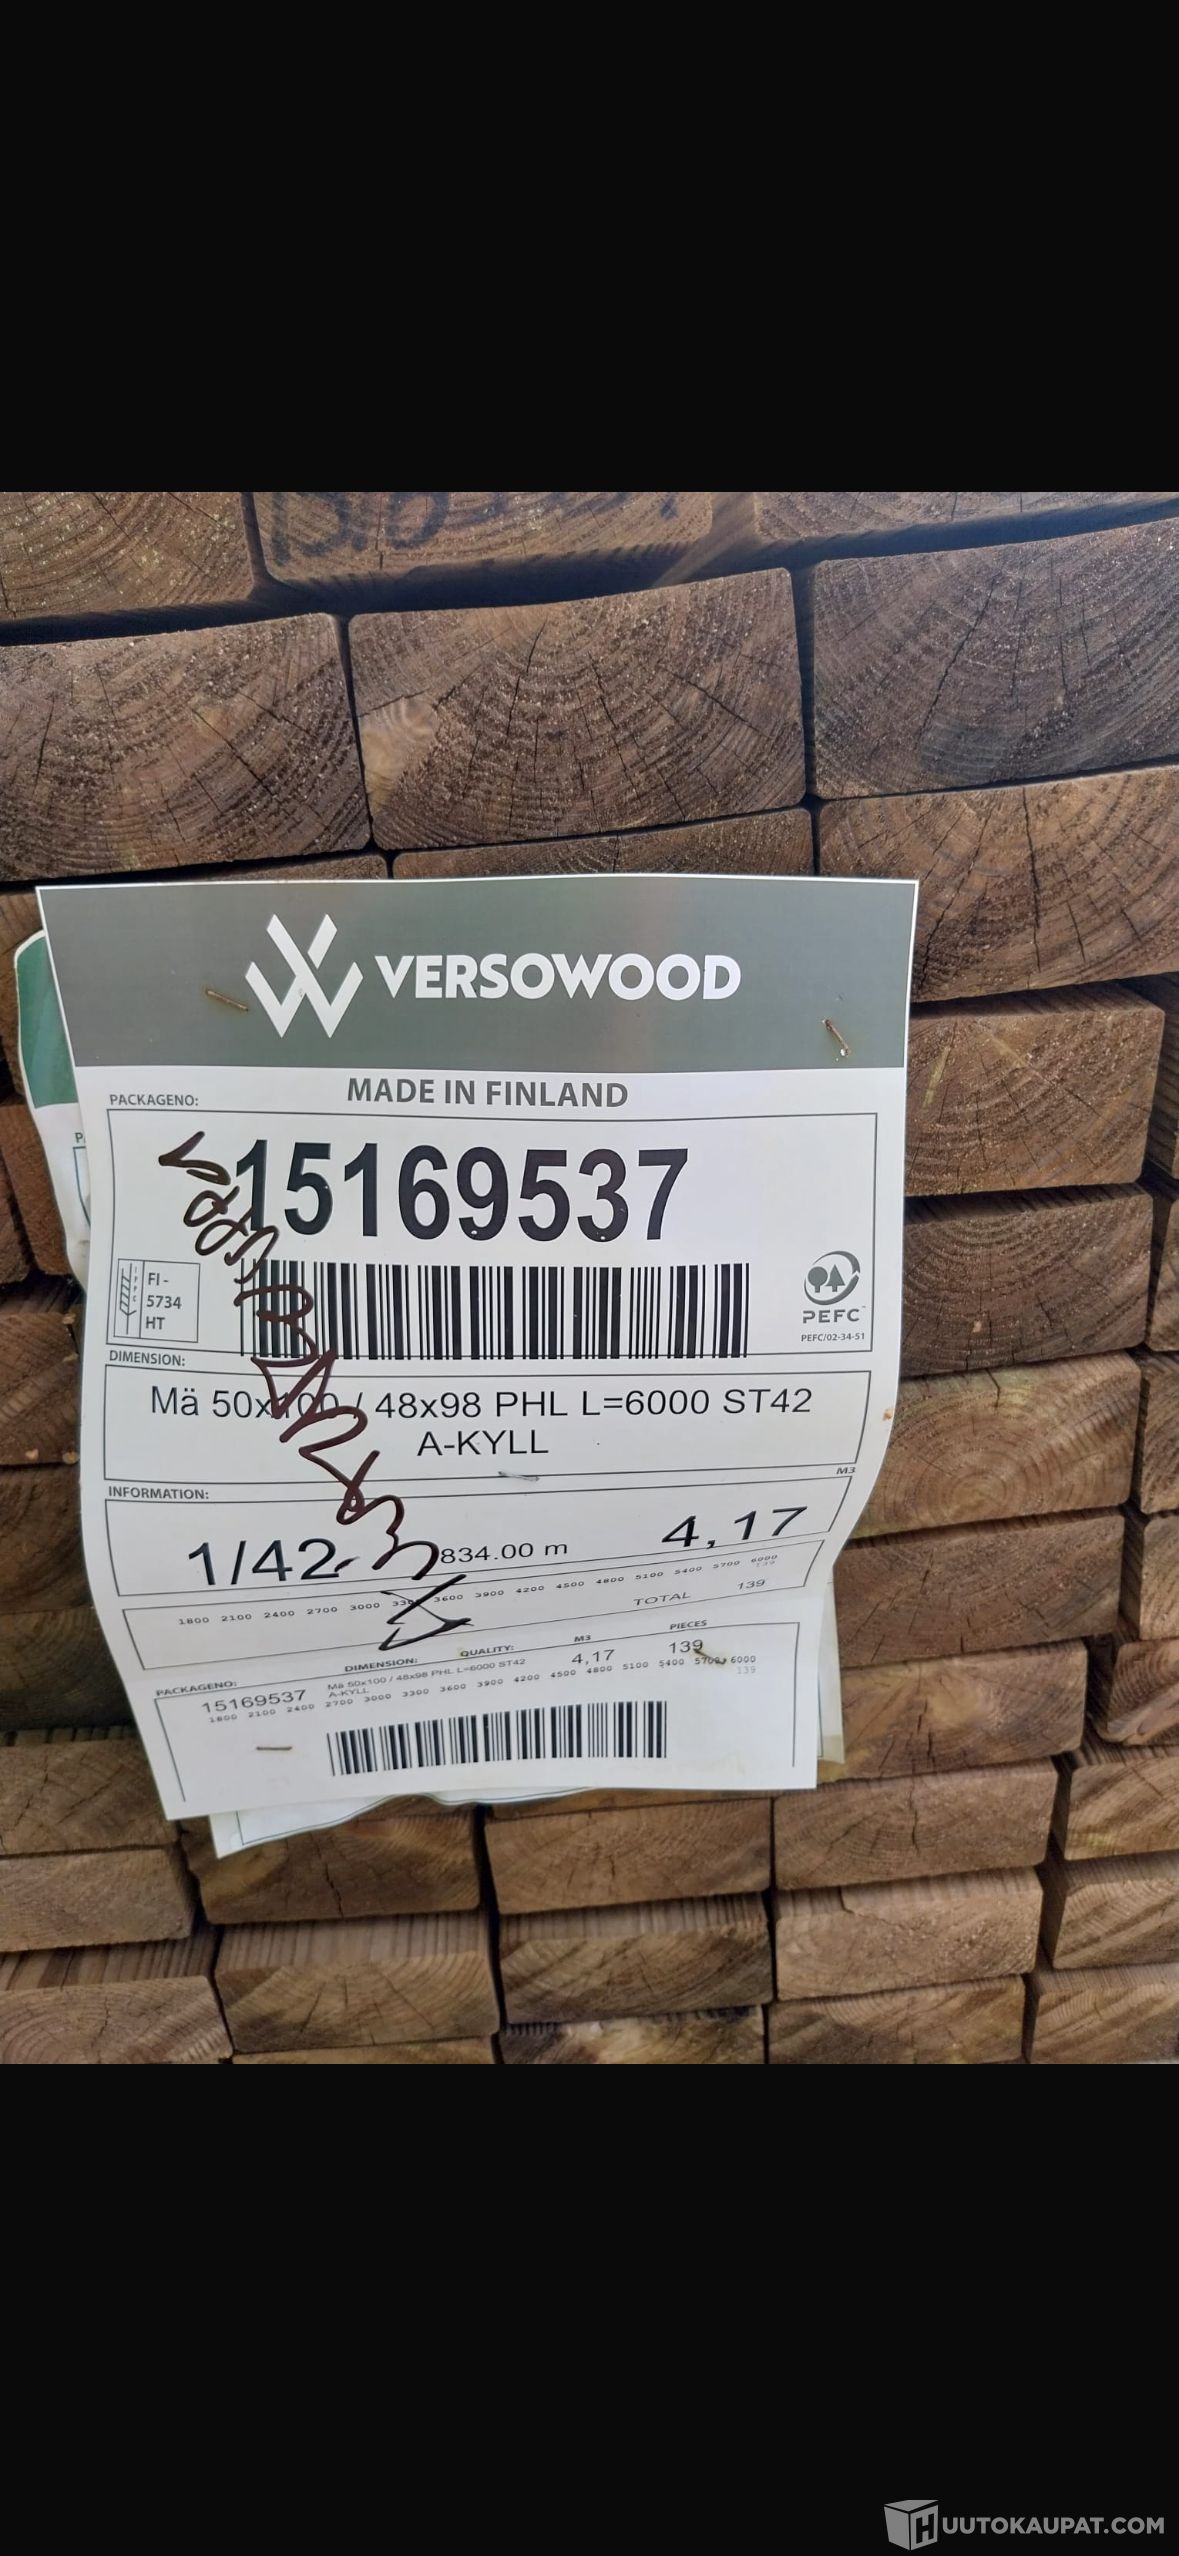 VERSOWOOD
MADE IN FINLAND
PACKAGENO:
15169537
IPPC
FI -
5734
HT
PEFC
PEFC/02-34-51
DIMENSION:
Mä 50x100 / 48x98 PHL L=6000 ST42
A-KYLL
INFORMATION:
M3
1/42
834.00 m
4,17
1800 2100 2400 2700 3000 3300 3600 3900 4200 4500 4800 5100 5400 5700 6000
139
TOTAL 139
PACKAGENO:
DIMENSION:
QUALITY:
M3
PIECES
15169537
Mä 50x100 / 48x98 PHL L=6000 ST42
A-KYLL
4,17
139
1800 2100 2400 2700 3000 3300 3600 3900 4200 4500 4800 5100 5400 5700 6000
139
HUUTOKAUPAT.COM